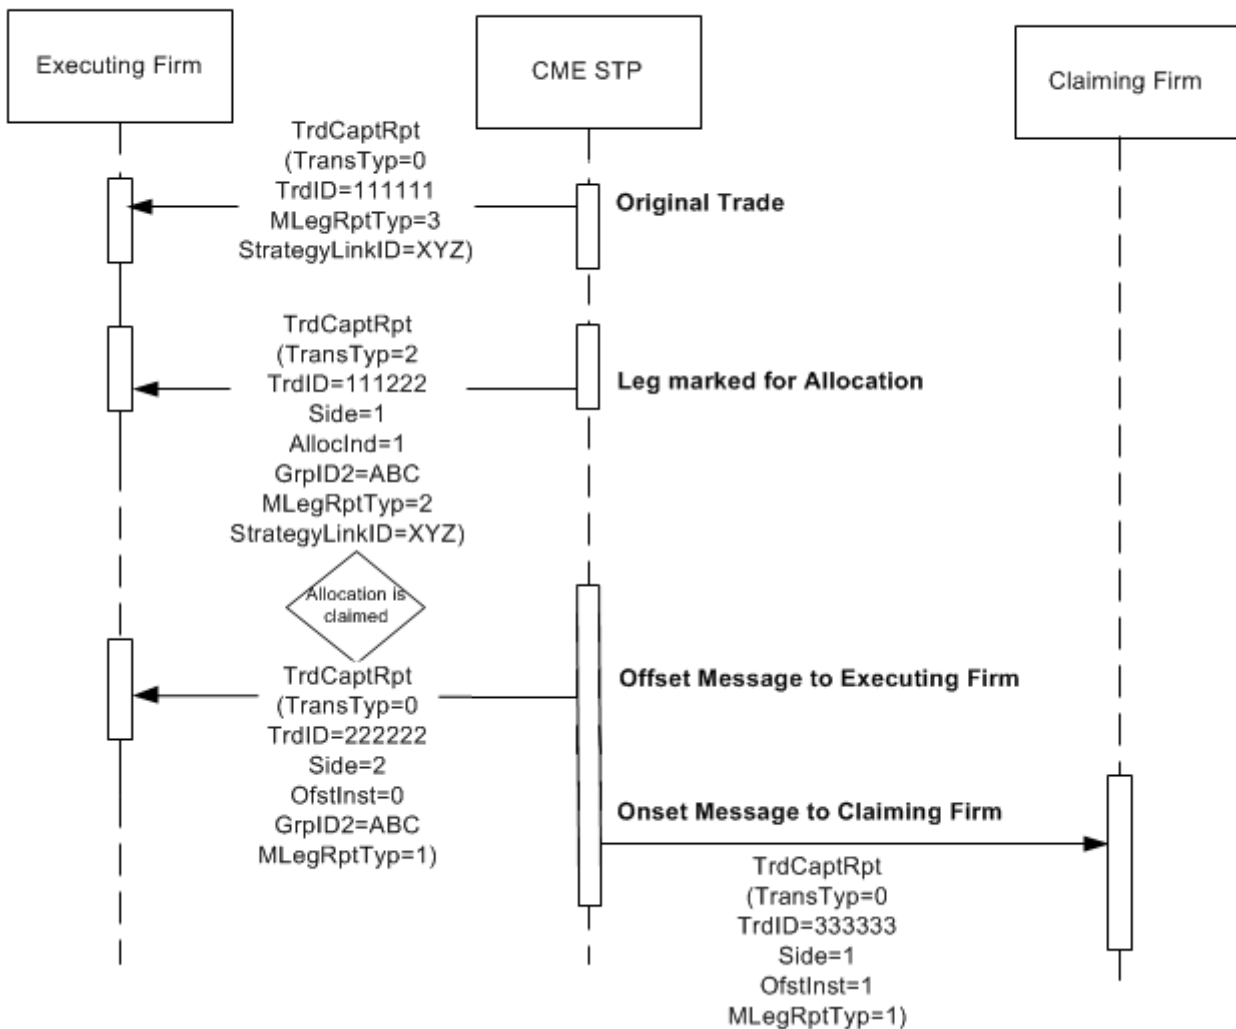 Executing Firm
CME STP
Claiming Firm
TrdCaptRpt
(TransTyp=0
TrdID=111111
MLegRptTyp=3
StrategyLinkID=XYZ)
Original Trade
TrdCaptRpt
(TransTyp=2
TrdID=111222
Side=1
AllocInd=1
GrpID2=ABC
MLegRptTyp=2
StrategyLinkID=XYZ)
Leg marked for Allocation
Allocation is
claimed
TrdCaptRpt
(TransTyp=0
TrdID=222222
Side=2
OfstInst=0
GrpID2=ABC
MLegRptTyp=1)
Offset Message to Executing Firm
Onset Message to Claiming Firm
TrdCaptRpt
(TransTyp=0
TrdID=333333
Side=1
OfstInst=1
MLegRptTyp=1)